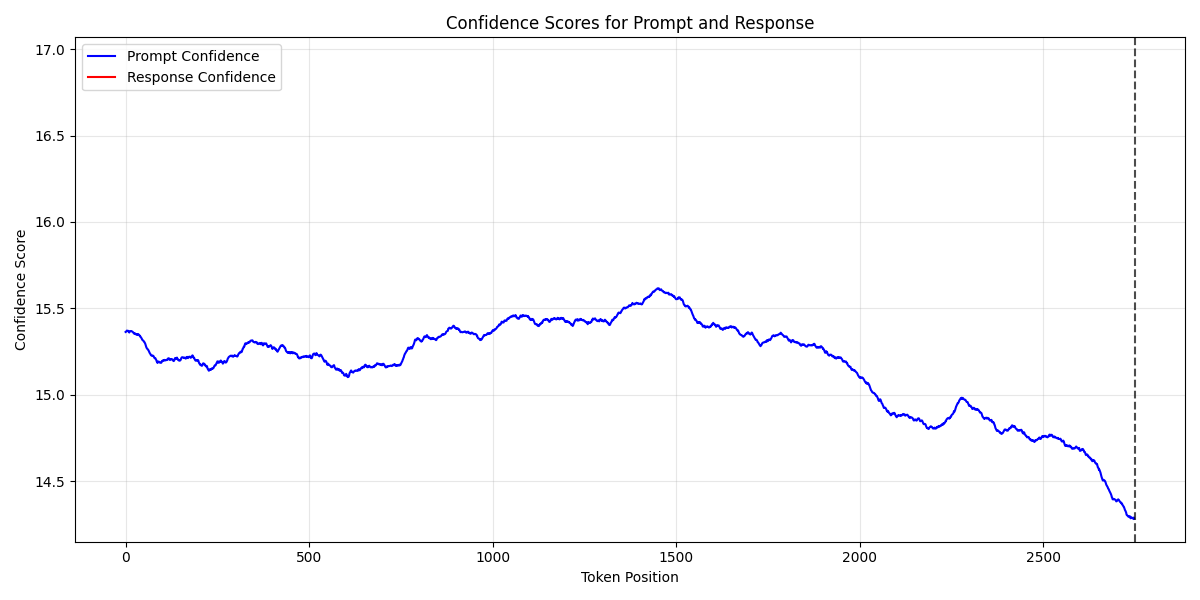 Confidence Scores for Prompt and Response
Prompt Confidence
Response Confidence
Confidence Score
17.0
16.5
16.0
15.5
15.0
14.5
0 500 1000 1500 2000 2500
Token Position